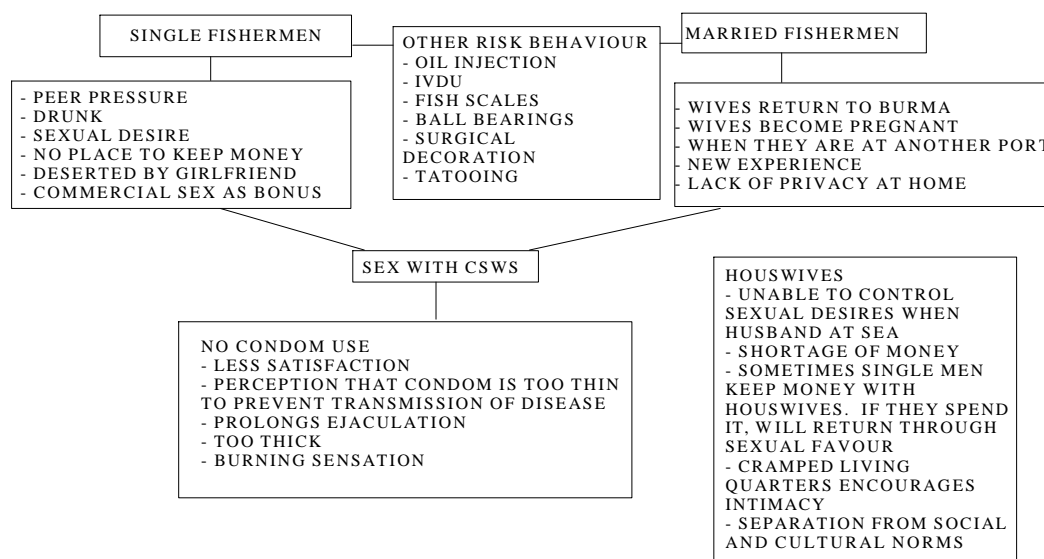 SINGLE FISHERMEN
- PEER PRESSURE
- DRUNK
- SEXUAL DESIRE
- NO PLACE TO KEEP MONEY
- DESERTED BY GIRLFRIEND
- COMMERCIAL SEX AS BONUS
OTHER RISK BEHAVIOUR
- OIL INJECTION
- IVDU
- FISH SCALES
- BALL BEARINGS
- SURGICAL
DECORATION
- TATOOING
MARRIED FISHERMEN
- WIVES RETURN TO BURMA
- WIVES BECOME PREGNANT
- WHEN THEY ARE AT ANOTHER PORT
- NEW EXPERIENCE
- LACK OF PRIVACY AT HOME
SEX WITH CSWS
NO CONDOM USE
- LESS SATISFACTION
- PERCEPTION THAT CONDOM IS TOO THIN
TO PREVENT TRANSMISSION OF DISEASE
- PROLONGS EJACULATION
- TOO THICK
- BURNING SENSATION
HOUSWIVES
- UNABLE TO CONTROL
SEXUAL DESIRES WHEN
HUSBAND AT SEA
- SHORTAGE OF MONEY
- SOMETIMES SINGLE MEN
KEEP MONEY WITH
HOUSWIVES. IF THEY SPEND
IT, WILL RETURN THROUGH
SEXUAL FAVOUR
- CRAMPED LIVING
QUARTERS ENCOURAGES
INTIMACY
- SEPARATION FROM SOCIAL
AND CULTURAL NORMS